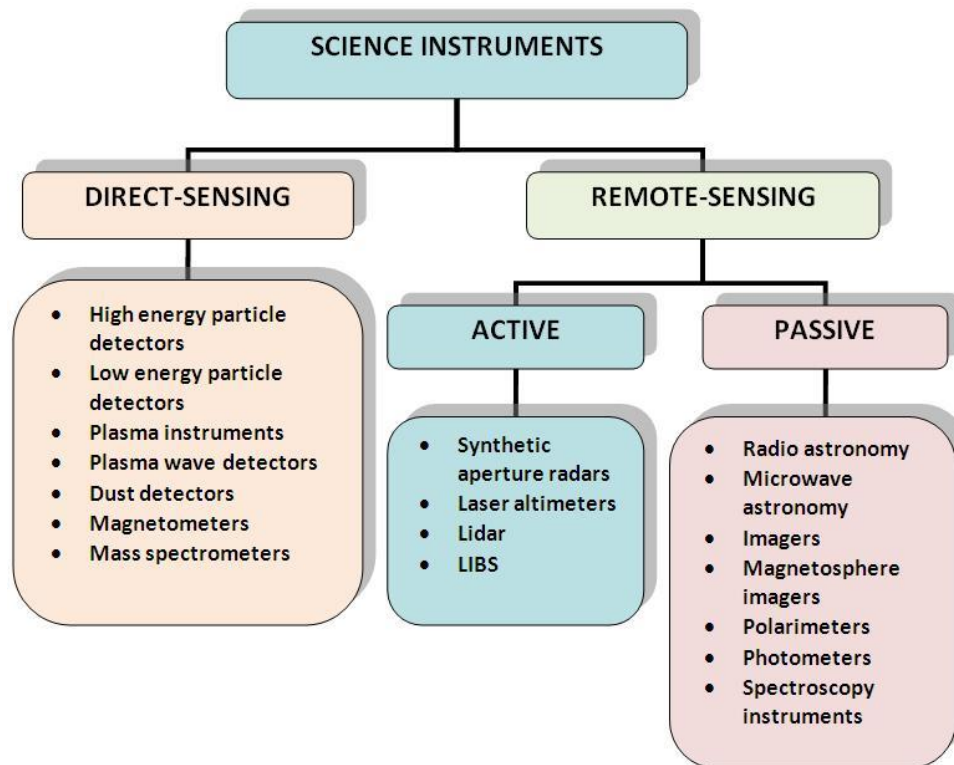 SCIENCE INSTRUMENTS
DIRECT-SENSING
REMOTE-SENSING
• High energy particle
detectors
• Low energy particle
detectors
• Plasma instruments
• Plasma wave detectors
• Dust detectors
• Magnetometers
• Mass spectrometers
ACTIVE
• Synthetic
aperture radars
• Laser altimeters
• Lidar
• LIBS
PASSIVE
• Radio astronomy
• Microwave
astronomy
• Imagers
• Magnetosphere
imagers
• Polarimeters
• Photometers
• Spectroscopy
instruments